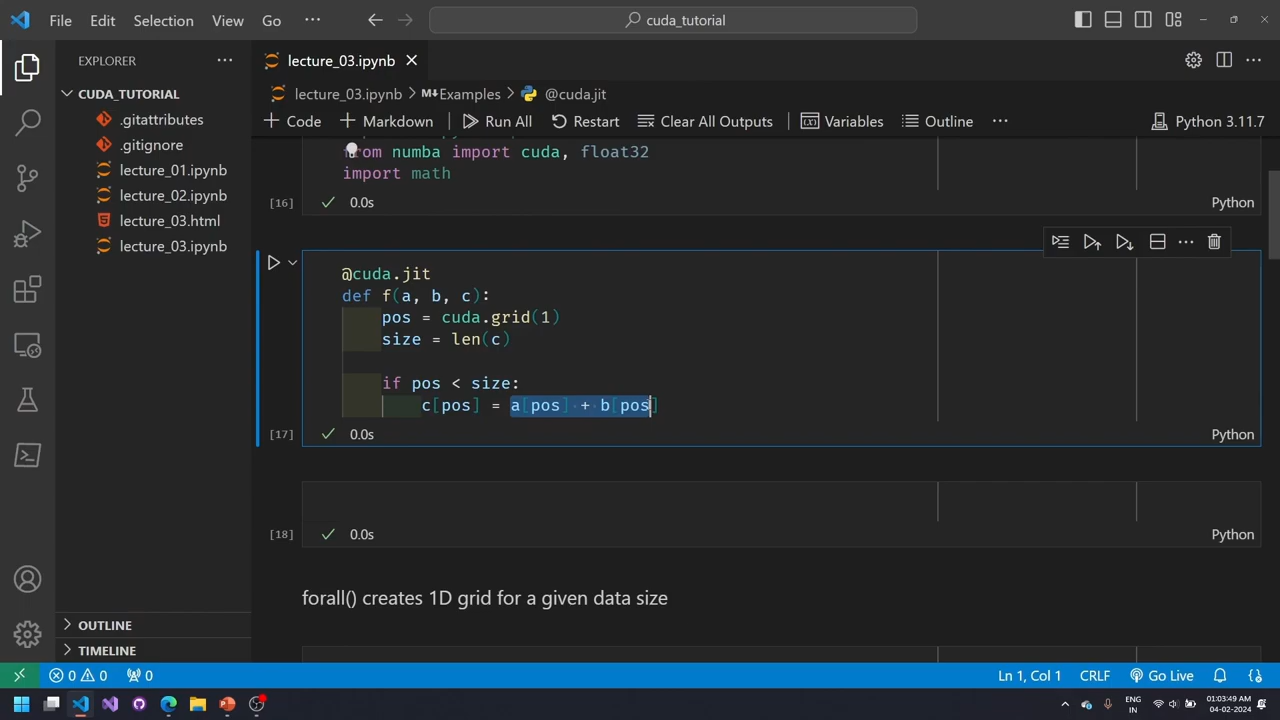 File Edit Selection View Go ··· cuda_tutorial
EXPLORER ···
lecture_03.ipynb
CUDA_TUTORIAL
.gitattributes
.gitignore
lecture_01.ipynb
lecture_02.ipynb
lecture_03.html
lecture_03.ipynb
OUTLINE
TIMELINE
lecture_03.ipynb > Examples > @cuda.jit
+ Code + Markdown Run All Restart Clear All Outputs Variables Outline ··· Python 3.11.7
from numba import cuda, float32
import math
[16] 0.0s Python
@cuda.jit
def f(a, b, c):
pos = cuda.grid(1)
size = len(c)
if pos < size:
c[pos] = a[pos] + b[pos]
[17] 0.0s Python
[18] 0.0s Python
forall() creates 1D grid for a given data size
0 0 0 Ln 1, Col 1 CRLF Go Live
ENG
IN
01:03:49 AM
04-02-2024